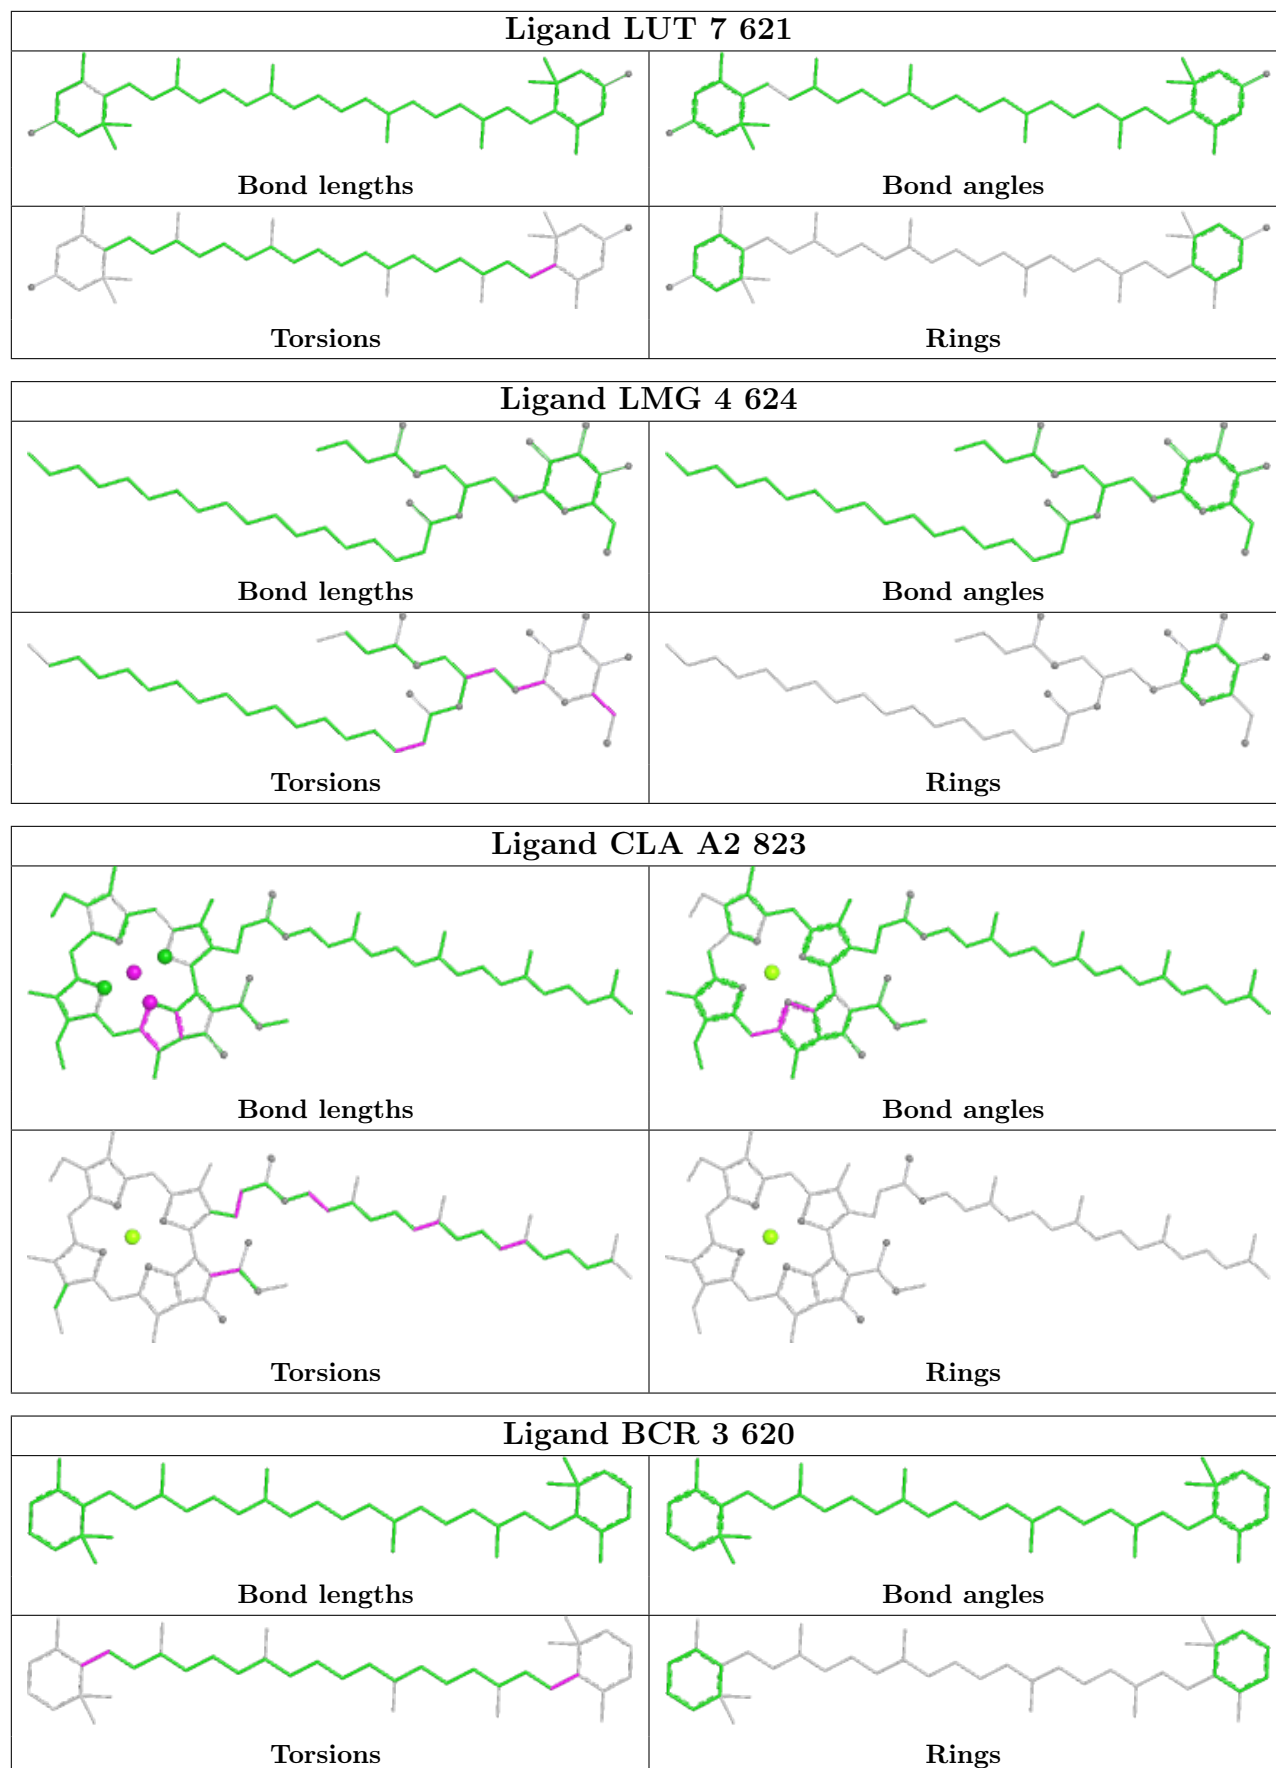 Ligand LUT 7 621
Bond lengths
Bond angles
Torsions
Rings
Ligand LMG 4 624
Bond lengths
Bond angles
Torsions
Rings
Ligand CLA A2 823
Bond lengths
Bond angles
Torsions
Rings
Ligand BCR 3 620
Bond lengths
Bond angles
Torsions
Rings